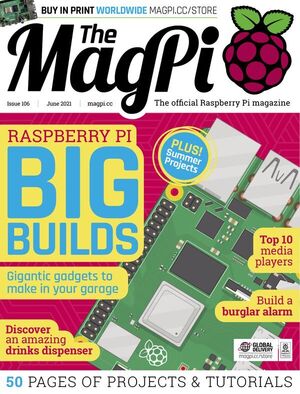 BUY IN PRINT WORLDWIDE MAGPI.CC/STORE
The
MagPi
Issue 106 | June 2021 | magpi.cc
The official Raspberry Pi magazine
RASPBERRY PI
BIG
BUILDS
Gigantic gadgets to
make in your garage
PLUS!
Summer
Projects
Top 10
media
players
Build a
burglar alarm
Discover
an amazing
drinks dispenser
GLOBAL
DELIVERY
magpi.cc/store
50 PAGES OF PROJECTS & TUTORIALS